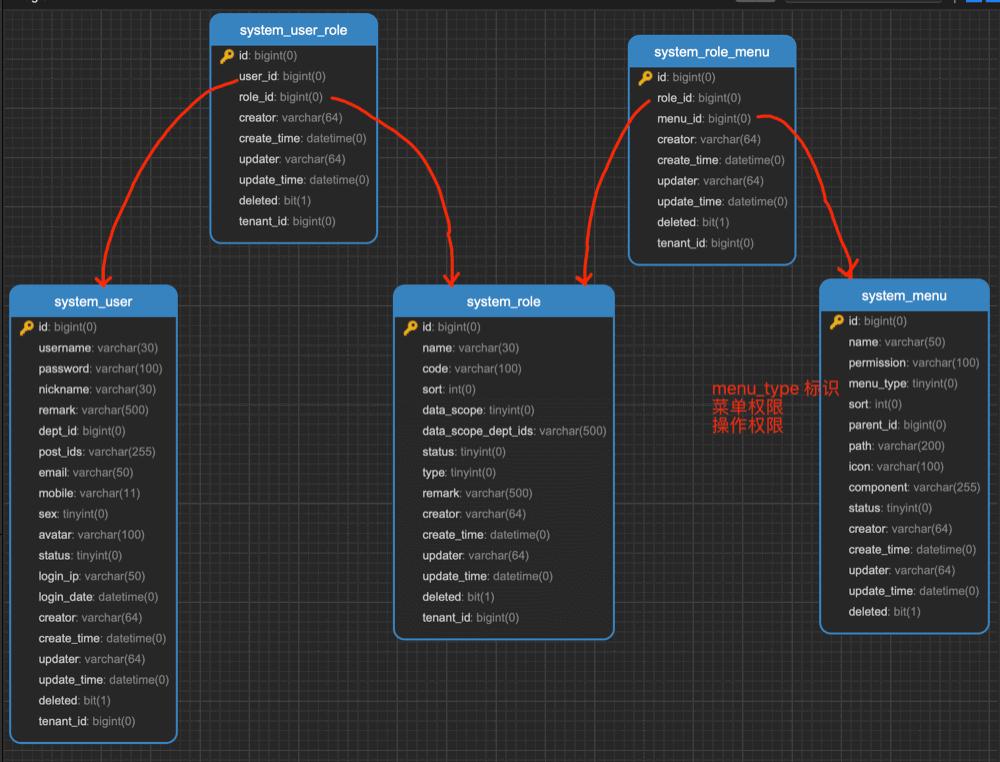 system_user_role
id: bigint(0)
user_id: bigint(0)
role_id: bigint(0)
creator: varchar(64)
create_time: datetime(0)
updater: varchar(64)
update_time: datetime(0)
deleted: bit(1)
tenant_id: bigint(0)
system_role_menu
id: bigint(0)
role_id: bigint(0)
menu_id: bigint(0)
creator: varchar(64)
create_time: datetime(0)
updater: varchar(64)
update_time: datetime(0)
deleted: bit(1)
tenant_id: bigint(0)
system_user
id: bigint(0)
username: varchar(30)
password: varchar(100)
nickname: varchar(30)
remark: varchar(500)
dept_id: bigint(0)
post_ids: varchar(255)
email: varchar(50)
mobile: varchar(11)
sex: tinyint(0)
avatar: varchar(100)
status: tinyint(0)
login_ip: varchar(50)
login_date: datetime(0)
creator: varchar(64)
create_time: datetime(0)
updater: varchar(64)
update_time: datetime(0)
deleted: bit(1)
tenant_id: bigint(0)
system_role
id: bigint(0)
name: varchar(30)
code: varchar(100)
sort: int(0)
data_scope: tinyint(0)
data_scope_dept_ids: varchar(500)
status: tinyint(0)
type: tinyint(0)
remark: varchar(500)
creator: varchar(64)
create_time: datetime(0)
updater: varchar(64)
update_time: datetime(0)
deleted: bit(1)
tenant_id: bigint(0)
menu_type 标识
菜单权限
操作权限
system_menu
id: bigint(0)
name: varchar(50)
permission: varchar(100)
menu_type: tinyint(0)
sort: int(0)
parent_id: bigint(0)
path: varchar(200)
icon: varchar(100)
component: varchar(255)
status: tinyint(0)
creator: varchar(64)
create_time: datetime(0)
updater: varchar(64)
update_time: datetime(0)
deleted: bit(1)